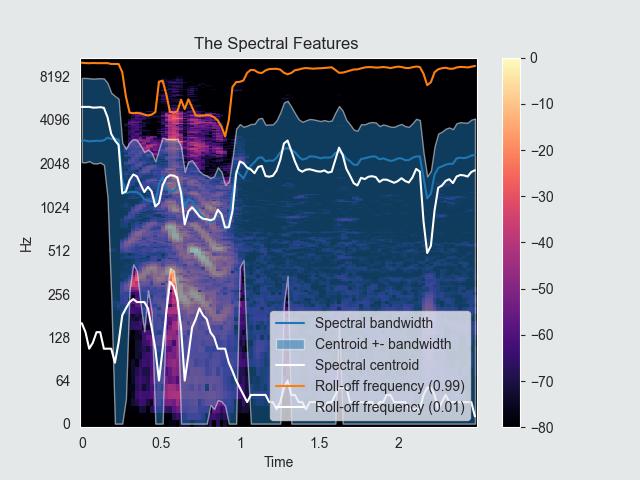 The Spectral Features
8192
4096
2048
1024
512
256
128
64
0
Hz
0
0.5
1
1.5
2
Time
Spectral bandwidth
Centroid +- bandwidth
Spectral centroid
Roll-off frequency (0.99)
Roll-off frequency (0.01)
0
−10
−20
−30
−40
−50
−60
−70
−80